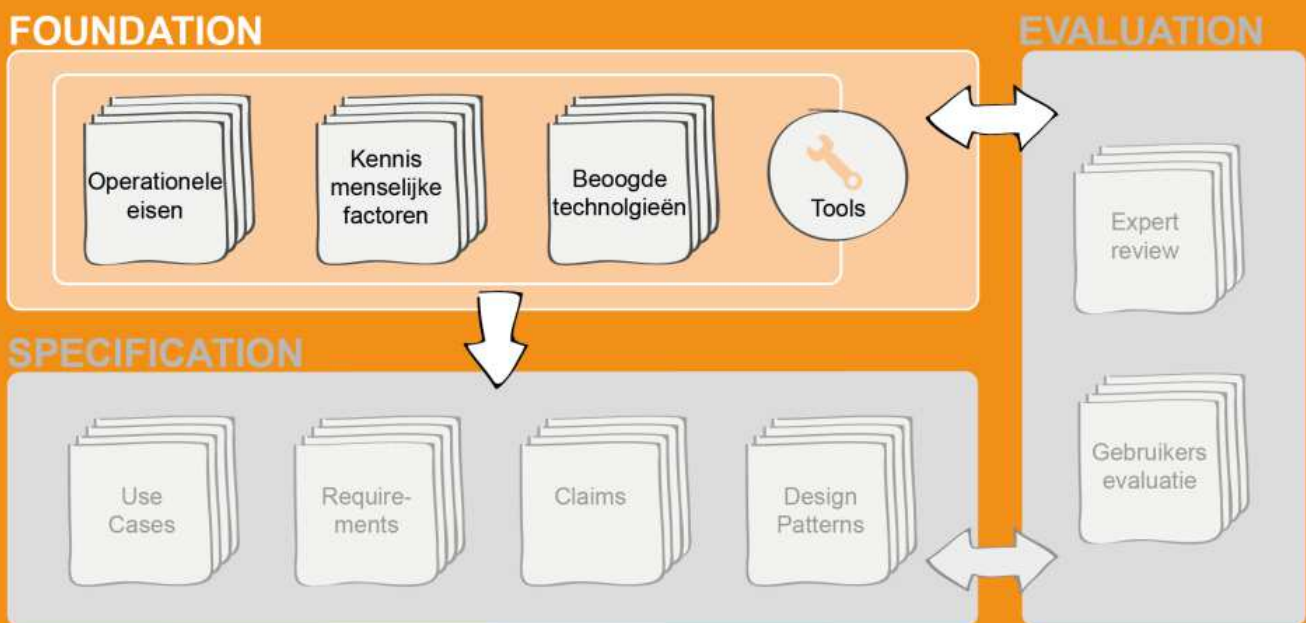 FOUNDATION
EVALUATION
Operationele
eisen
Kennis
menselijke
factoren
Beoogde
technolgieën
Tools
Expert
review
SPECIFICATION
Use
Cases
Require-
ments
Claims
Design
Patterns
Gebruikers
evaluatie